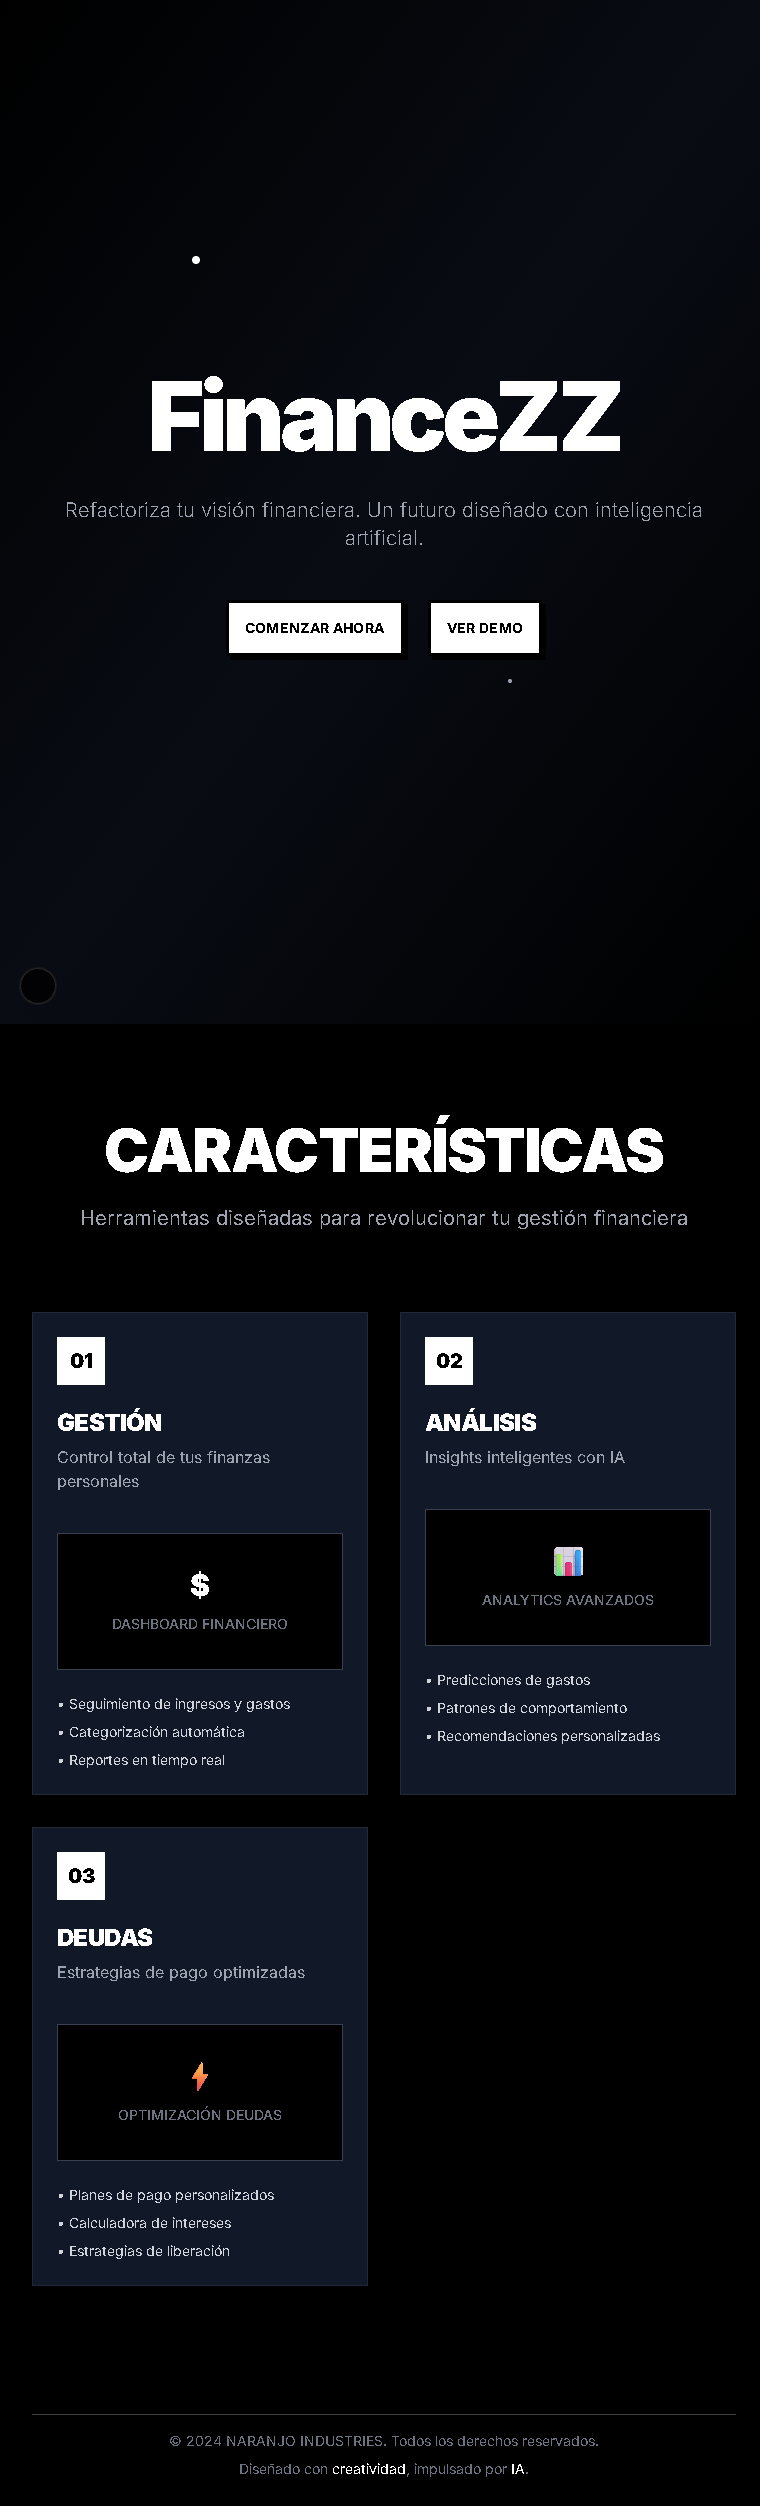 FinanceZZ
Refactoriza tu visión financiera. Un futuro diseñado con inteligencia
artificial.
COMENZAR AHORA
VER DEMO
CARACTERÍSTICAS
Herramientas diseñadas para revolucionar tu gestión financiera
01
GESTIÓN
Control total de tus finanzas
personales
$
DASHBOARD FINANCIERO
• Seguimiento de ingresos y gastos
• Categorización automática
• Reportes en tiempo real
02
ANÁLISIS
Insights inteligentes con IA
ANALYTICS AVANZADOS
• Predicciones de gastos
• Patrones de comportamiento
• Recomendaciones personalizadas
03
DEUDAS
Estrategias de pago optimizadas
OPTIMIZACIÓN DEUDAS
• Planes de pago personalizados
• Calculadora de intereses
• Estrategias de liberación
© 2024 NARANJO INDUSTRIES. Todos los derechos reservados.
Diseñado con creatividad, impulsado por IA.